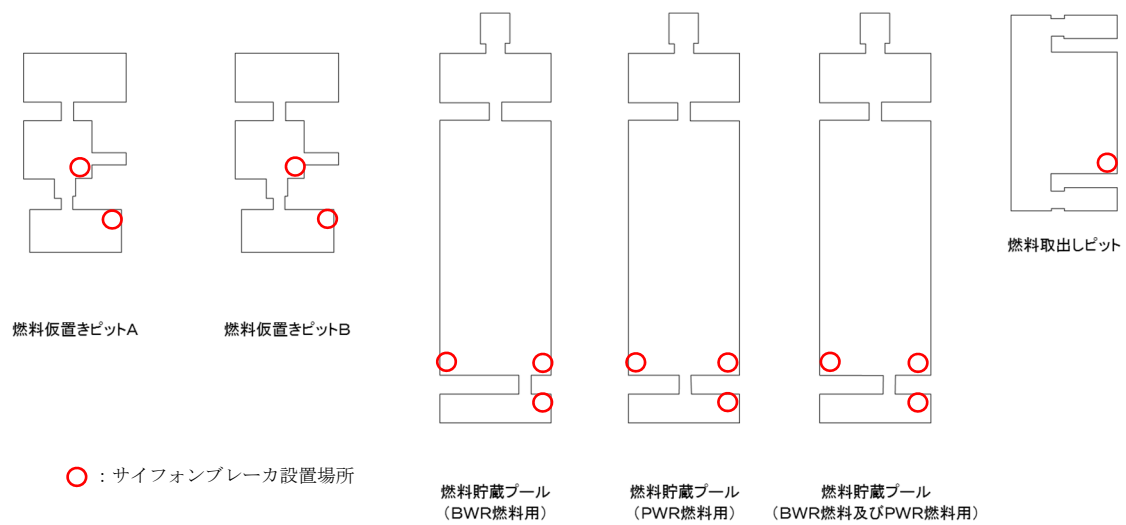 燃料取出しピット
燃料仮置きピットA
燃料仮置きピットB
：サイフォンブレーカ設置場所
燃料貯蔵プール
（BWR燃料用）
燃料貯蔵プール
（PWR燃料用）
燃料貯蔵プール
（BWR燃料及びPWR燃料用）